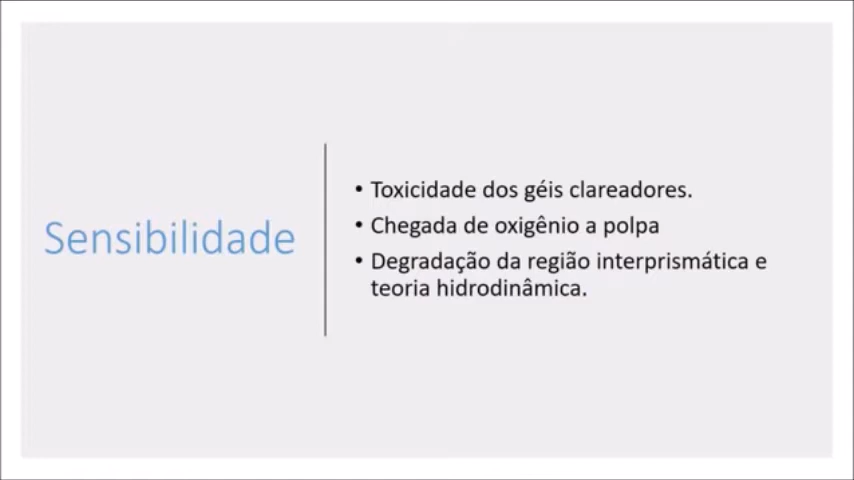 Sensibilidade
• Toxicidade dos géis clareadores.
• Chegada de oxigênio a polpa
• Degradação da região interprismática e
teoria hidrodinâmica.